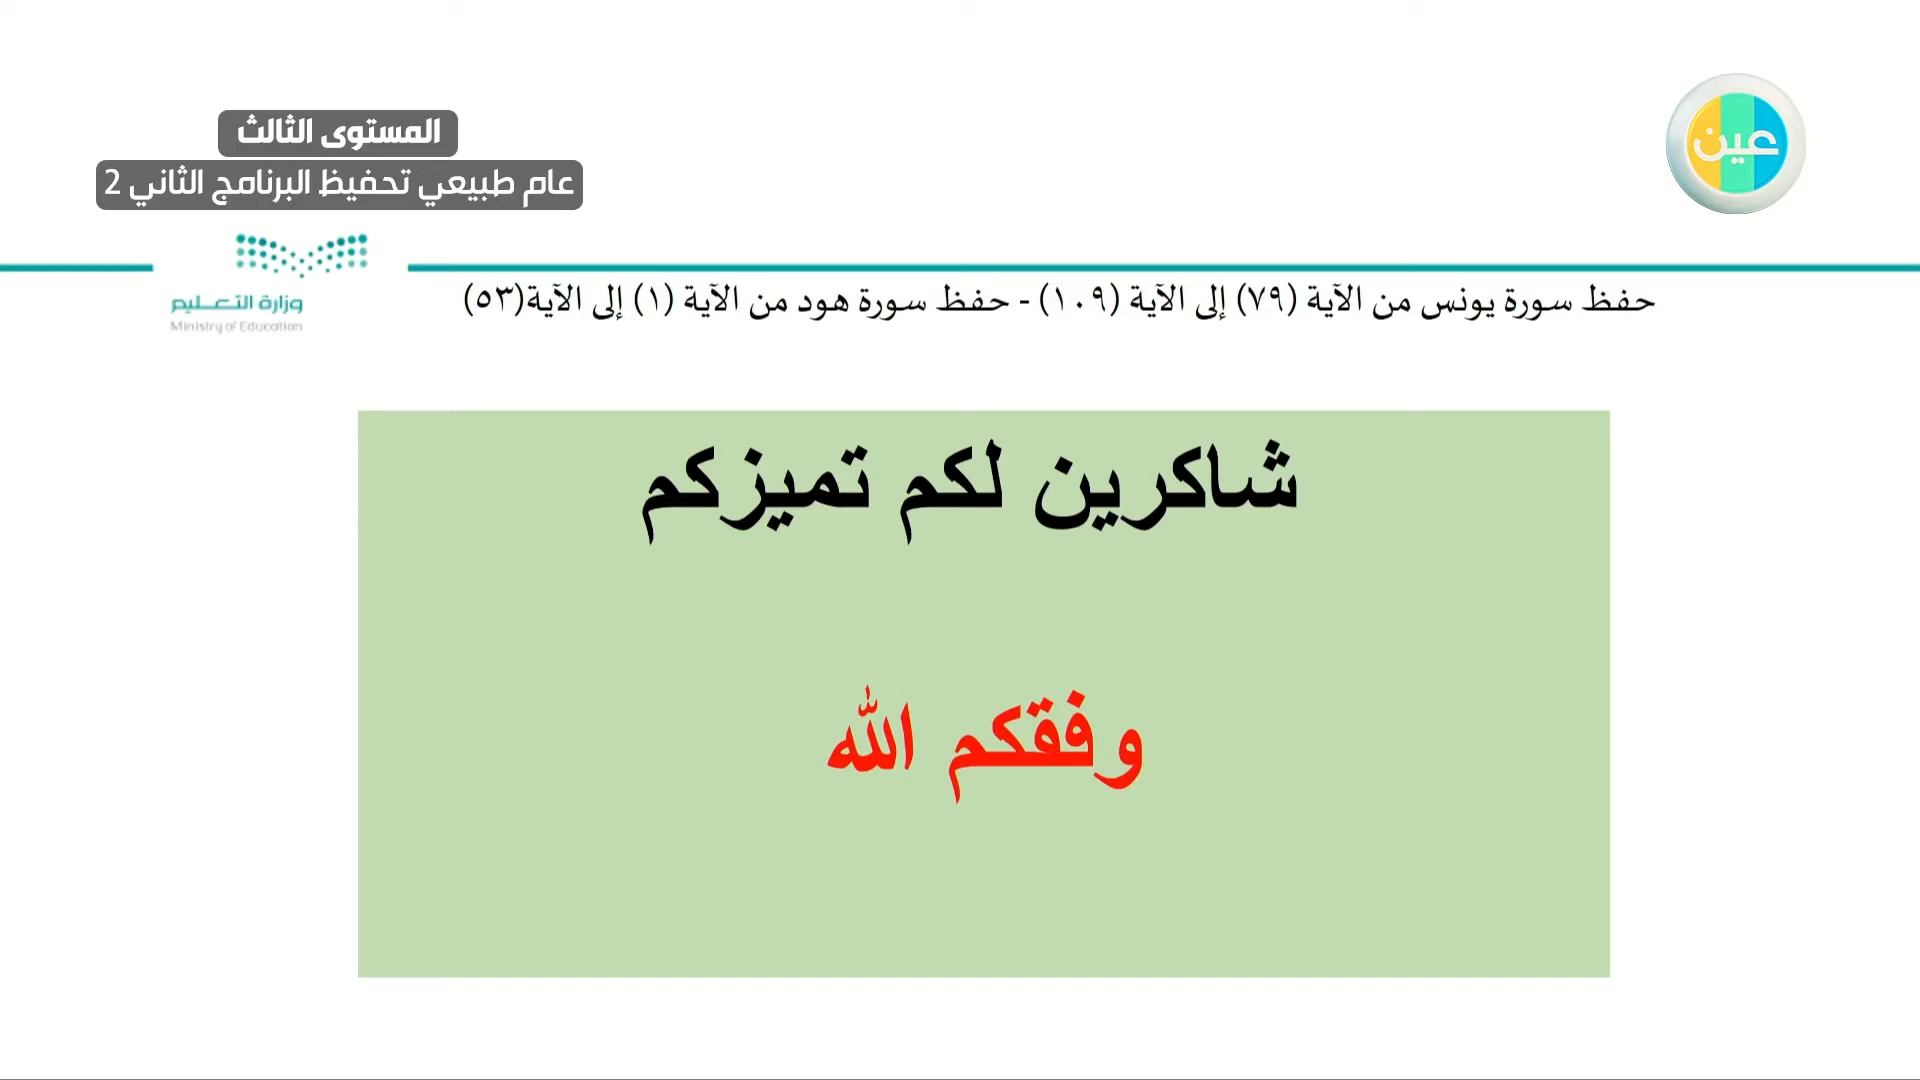 عين
المستوى الثالث
عام طبيعي تحفيظ البرنامج الثاني 2
وزارة التعليم
Ministry of Education
حفظ سورة يونس من الآية (٧٩) إلى الآية (١٠٩) - حفظ سورة هود من الآية (١) إلى الآية(٥٣)
شاكرين لكم تميزكم
وفقكم الله